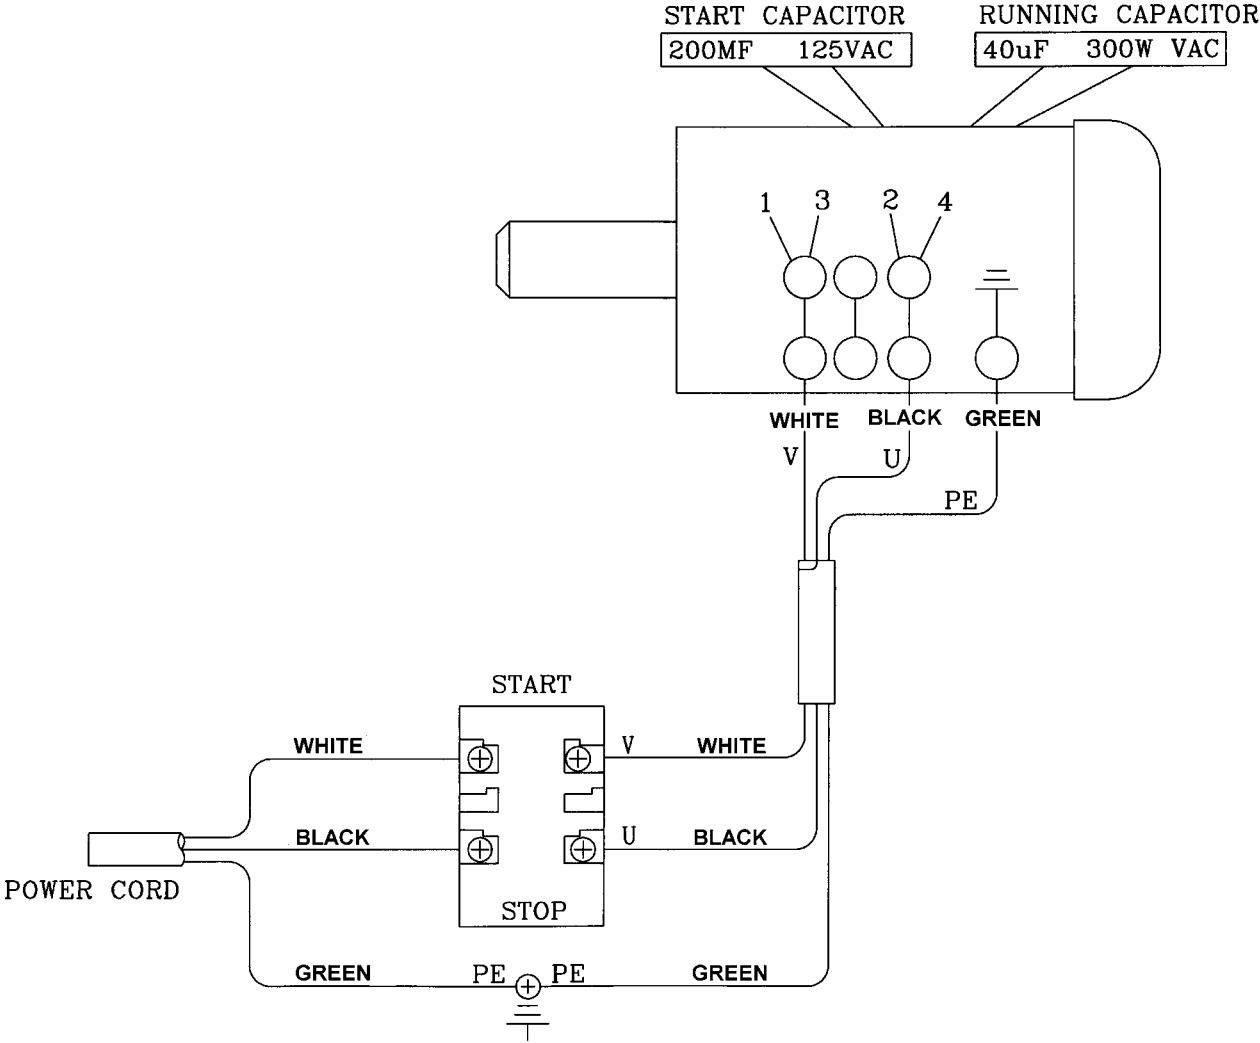 START CAPACITOR
RUNNING CAPACITOR
200MF 125VAC
40uF 300W VAC
1 3 2 4
WHITE BLACK GREEN
V U
PE
START
WHITE V WHITE
BLACK U BLACK
POWER CORD
STOP
GREEN PE PE GREEN